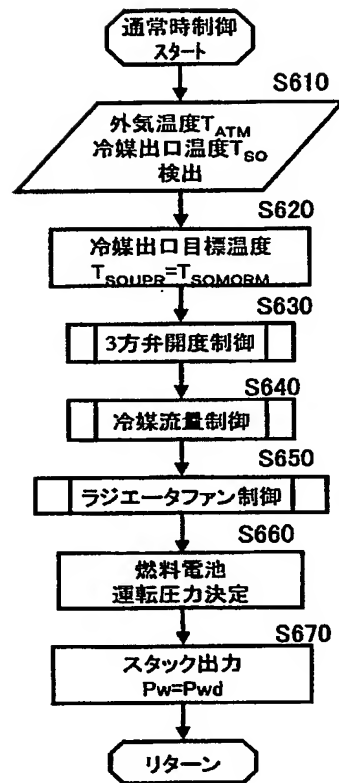 通常時制御
スタート
S610
外気温度T_ATM
冷媒出口温度T_SO
検出
S620
冷媒出口目標温度
T_SOUPR=T_SOMORM
S630
3方弁開度制御
S640
冷媒流量制御
S650
ラジエータファン制御
S660
燃料電池
運転圧力決定
S670
スタック出力
Pw=Pwd
リターン